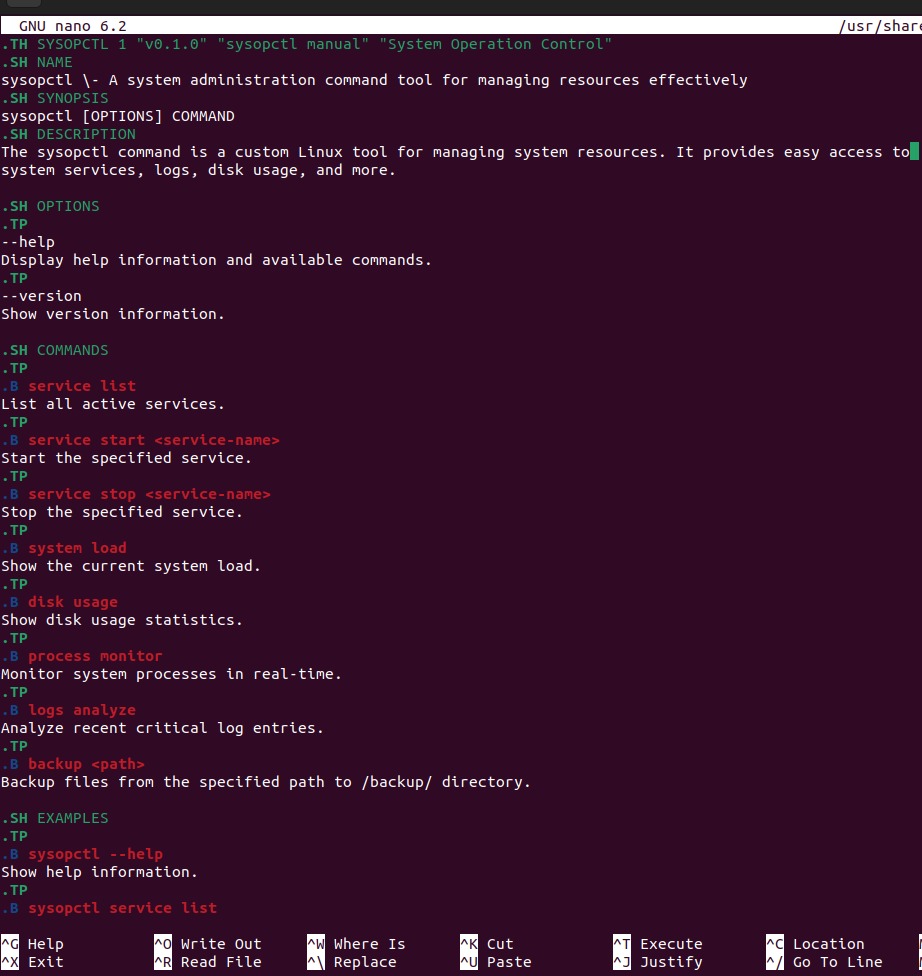 GNU nano 6.2 /usr/share
.TH SYSOPCTL 1 "v0.1.0" "sysopctl manual" "System Operation Control"
.SH NAME
sysopctl \- A system administration command tool for managing resources effectively
.SH SYNOPSIS
sysopctl [OPTIONS] COMMAND
.SH DESCRIPTION
The sysopctl command is a custom Linux tool for managing system resources. It provides easy access to
system services, logs, disk usage, and more.
.SH OPTIONS
.TP
--help
Display help information and available commands.
.TP
--version
Show version information.
.SH COMMANDS
.TP
.B service list
List all active services.
.TP
.B service start <service-name>
Start the specified service.
.TP
.B service stop <service-name>
Stop the specified service.
.TP
.B system load
Show the current system load.
.TP
.B disk usage
Show disk usage statistics.
.TP
.B process monitor
Monitor system processes in real-time.
.TP
.B logs analyze
Analyze recent critical log entries.
.TP
.B backup <path>
Backup files from the specified path to /backup/ directory.
.SH EXAMPLES
.TP
.B sysopctl --help
Show help information.
.TP
.B sysopctl service list
^G Help ^O Write Out ^W Where Is ^K Cut ^T Execute ^C Location
^X Exit ^R Read File ^\ Replace ^U Paste ^J Justify ^/ Go To Line